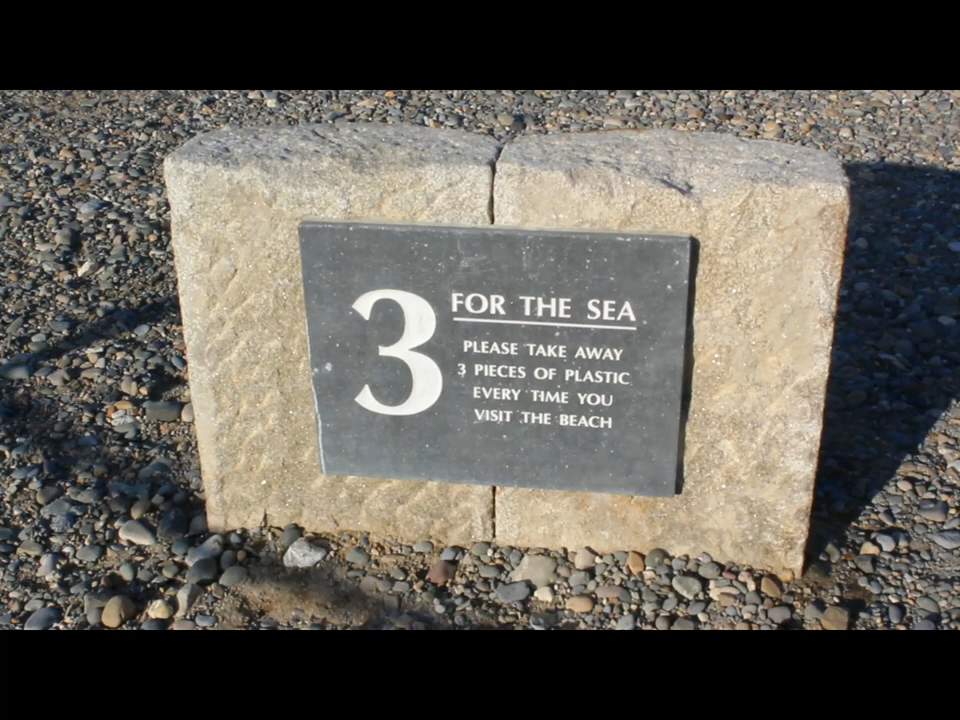 3 FOR THE SEA
PLEASE TAKE AWAY
3 PIECES OF PLASTIC
EVERY TIME YOU
VISIT THE BEACH